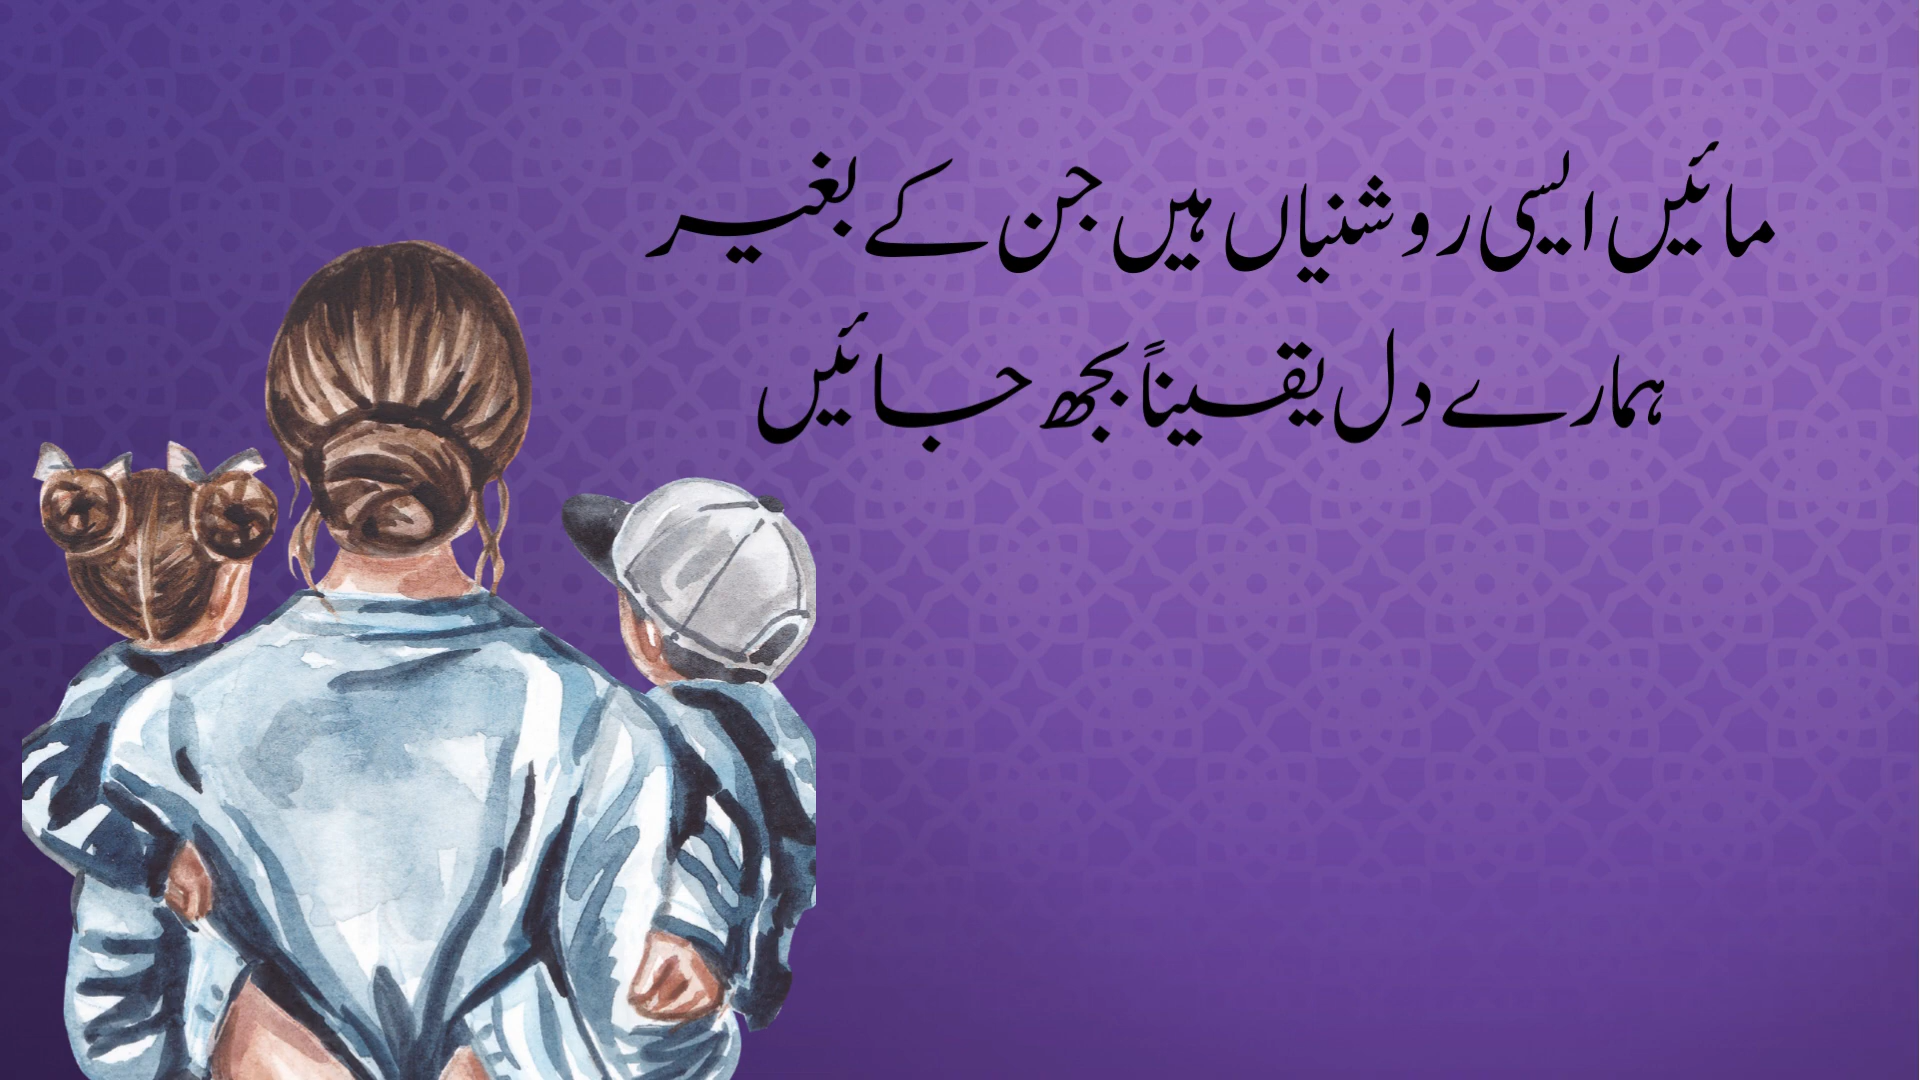 مائیں ایسی روشنیاں ہیں جن کے بغیر
ہمارے دل یقیناً بجھ جائیں